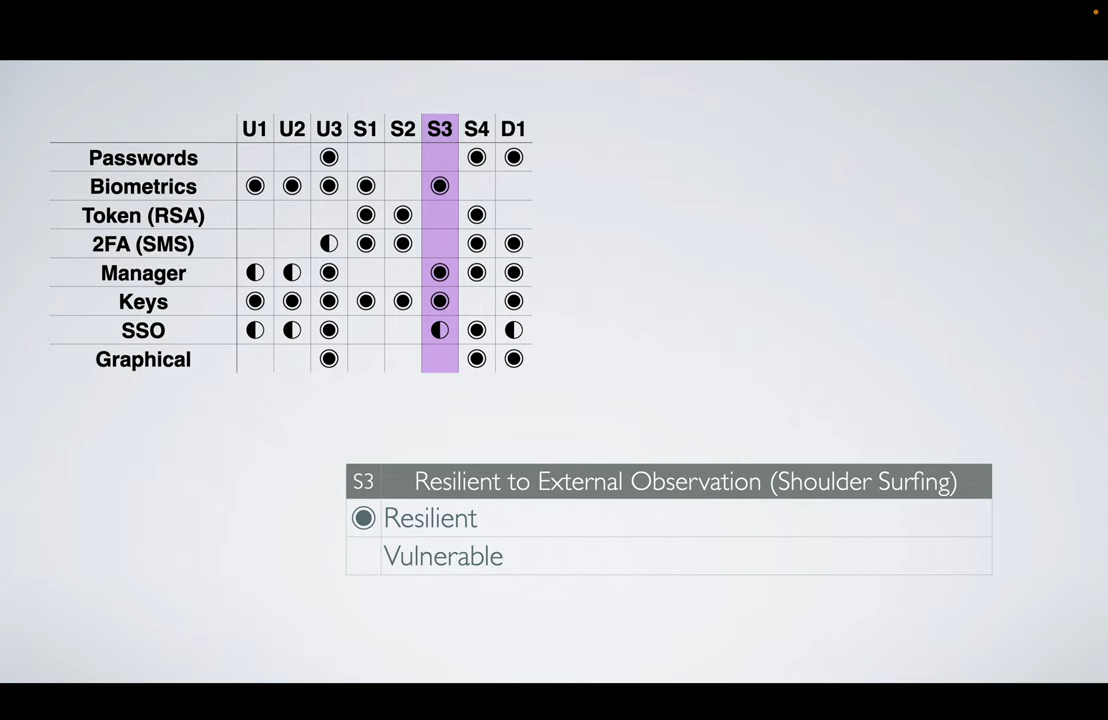 U1 U2 U3 S1 S2 S3 S4 D1
Passwords
Biometrics
Token (RSA)
2FA (SMS)
Manager
Keys
SSO
Graphical
S3 Resilient to External Observation (Shoulder Surfing)
Resilient
Vulnerable